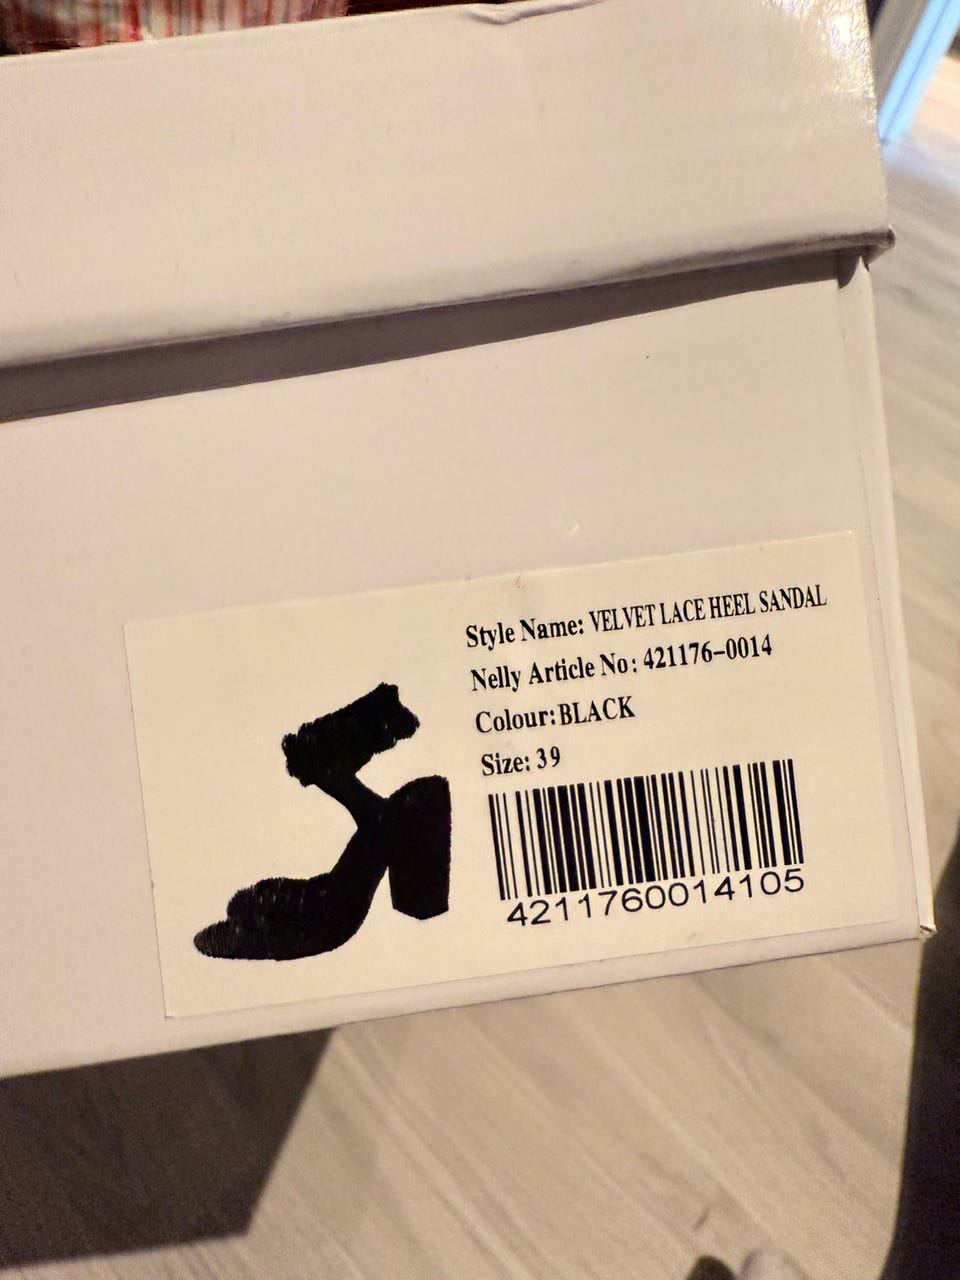 Style Name: VELVET LACE HEEL SANDAL
Nelly Article No: 421176-0014
Colour:BLACK
Size: 39
4211760014105